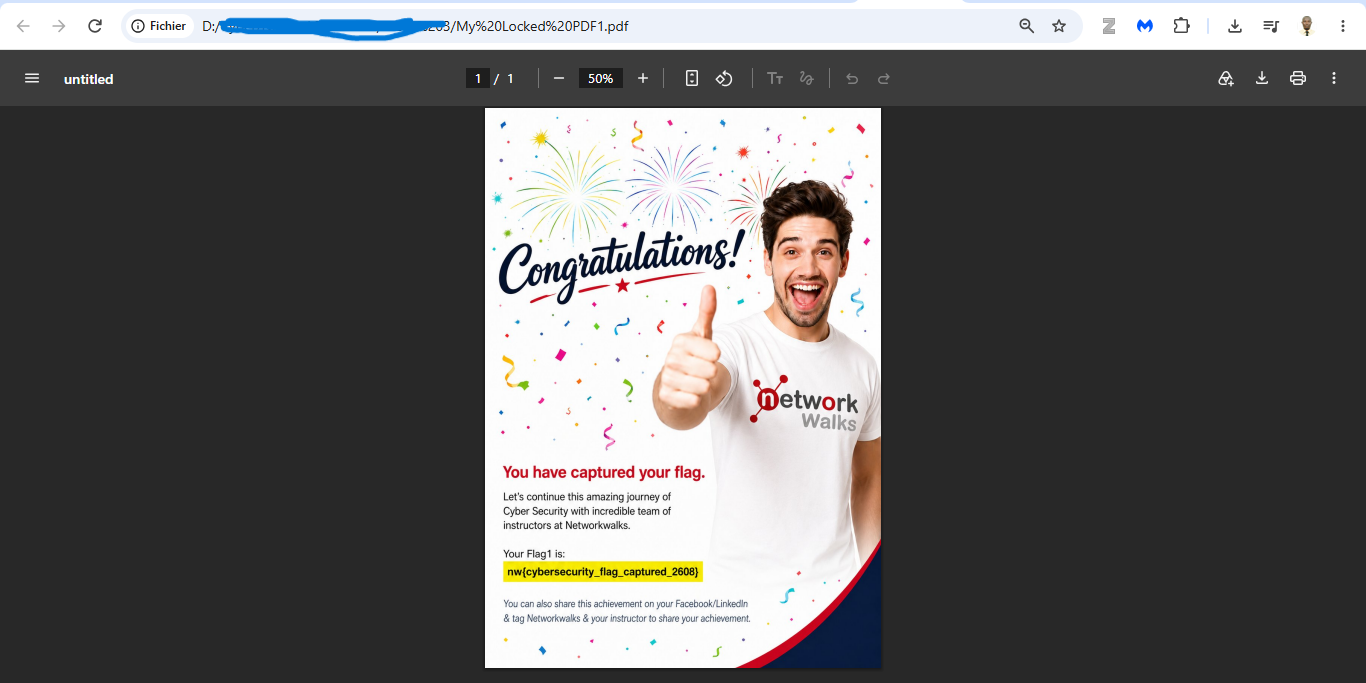 Fichier
D:/
03/My%20Locked%20PDF1.pdf
untitled
1 / 1
50%
Congratulations!
network
Walks
You have captured your flag.
Let's continue this amazing journey of
Cyber Security with incredible team of
instructors at Networkwalks.
Your Flag1 is:
nw{cybersecurity_flag_captured_2608}
You can also share this achievement on your Facebook/LinkedIn
& tag Networkwalks & your instructor to share your achievement.